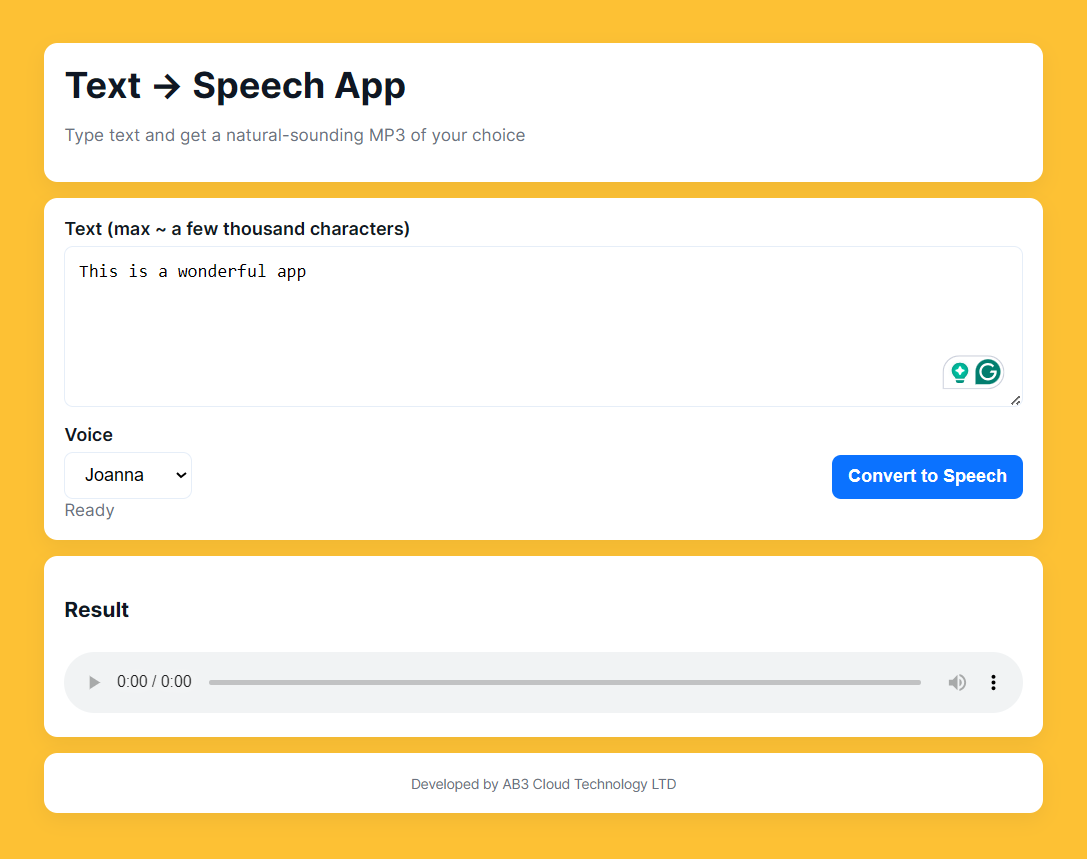 Text → Speech App
Type text and get a natural-sounding MP3 of your choice
Text (max ~ a few thousand characters)
This is a wonderful app
Voice
Joanna
Convert to Speech
Ready
Result
0:00 / 0:00
Developed by AB3 Cloud Technology LTD